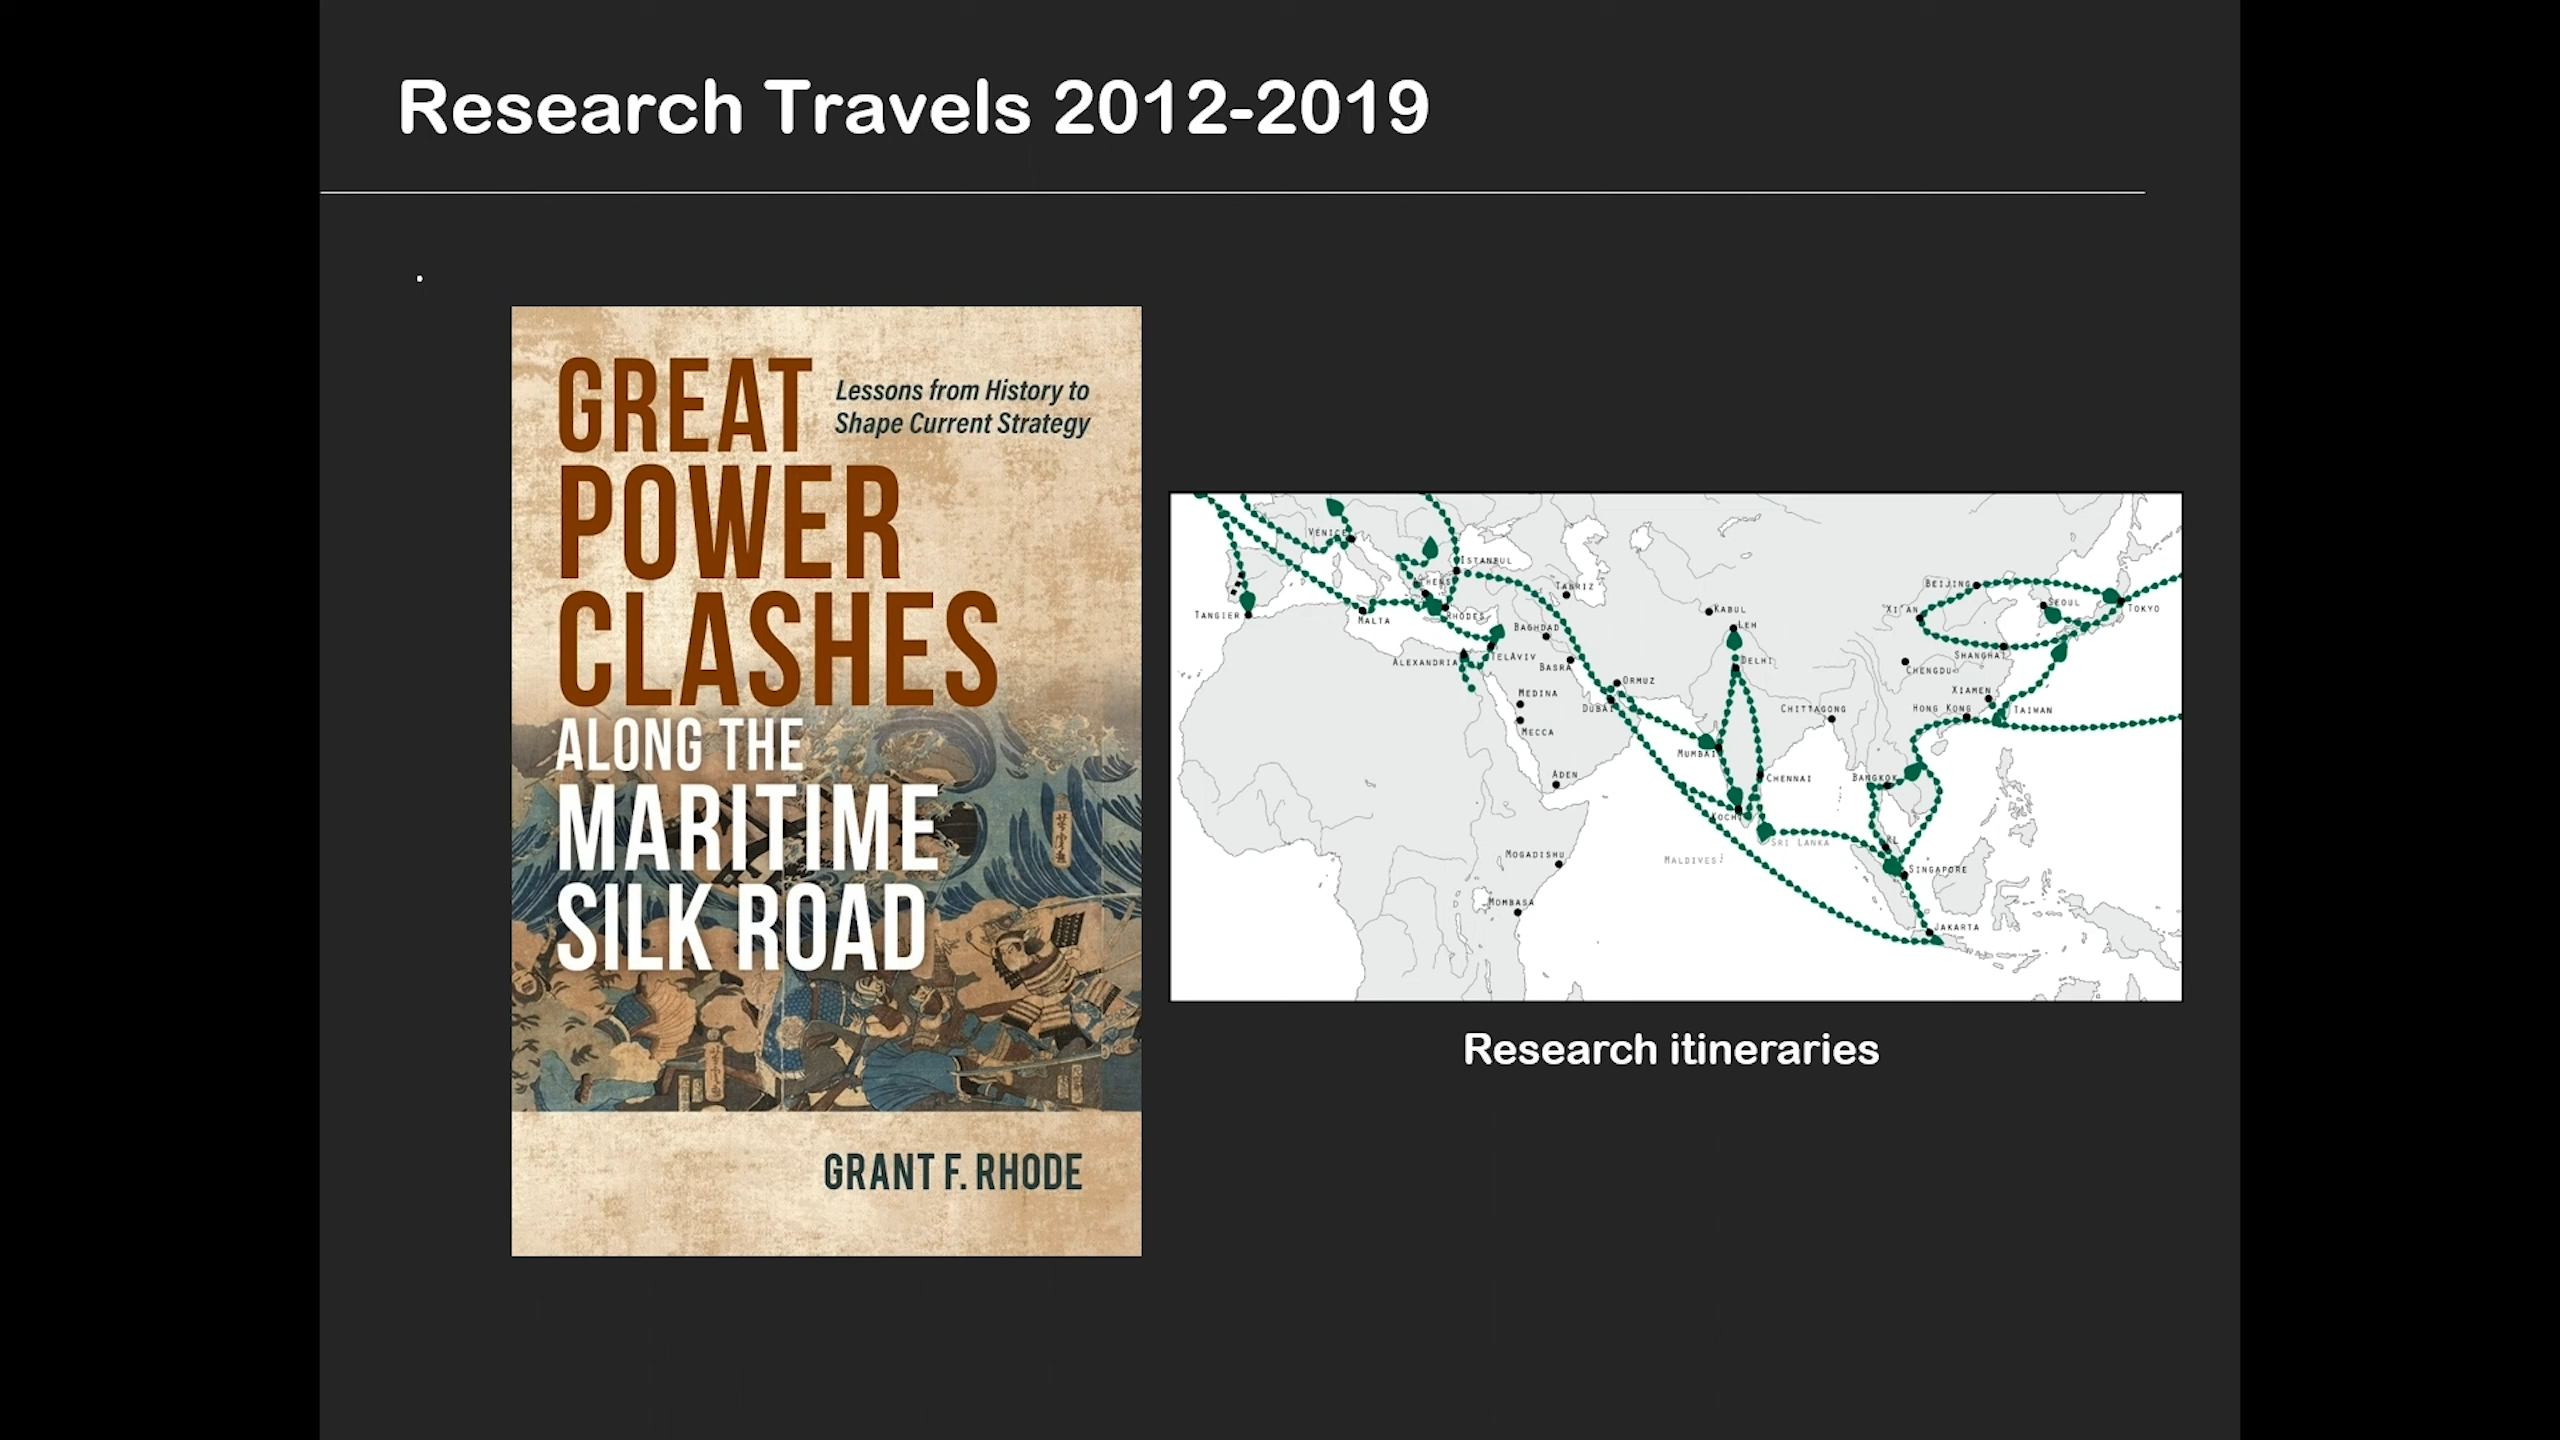 Research Travels 2012-2019
GREAT
Lessons from History to
Shape Current Strategy
POWER
CLASHES
ALONG THE
MARITIME
SILK ROAD
GRANT F. RHODE
VENICE
ISTANBUL
ATHENS
TABRIZ
TANGIER
MALTA
RHODES
BAGHDAD
ALEXANDRIA
TELAVIV
BASRA
KABUL
LEH
DELHI
ORMUZ
DUBAI
MEDINA
MECCA
ADEN
MUMBAI
CHITTAGONG
CHENNAI
KOCHI
SRI LANKA
MALDIVES
MOGADISHU
MOMBASA
BEIJING
XI'AN
SEOUL
TOKYO
SHANGHAI
CHENGDU
XIAMEN
HONG KONG
TAIWAN
BANGKOK
KL
SINGAPORE
JAKARTA
Research itineraries